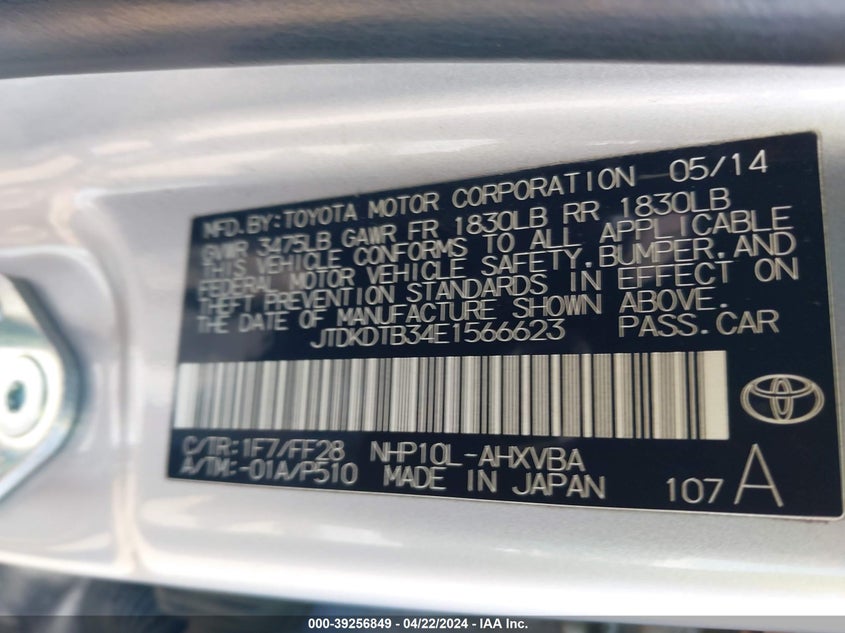 MFD. BY: TOYOTA MOTOR CORPORATION 05/14
GVWR 3475LB GAWR FR 1830LB RR 1830LB
THIS VEHICLE CONFORMS TO ALL APPLICABLE
FEDERAL MOTOR VEHICLE SAFETY, BUMPER, AND
THEFT PREVENTION STANDARDS IN EFFECT ON
THE DATE OF MANUFACTURE SHOWN ABOVE.
JTDKDTB34E1566623 PASS. CAR
C/TR: 1F7/FF28 NHP10L-AHXVBA
A/TM: -01A/P510 MADE IN JAPAN
107 A
000-39256849 - 04/22/2024 - IAA Inc.